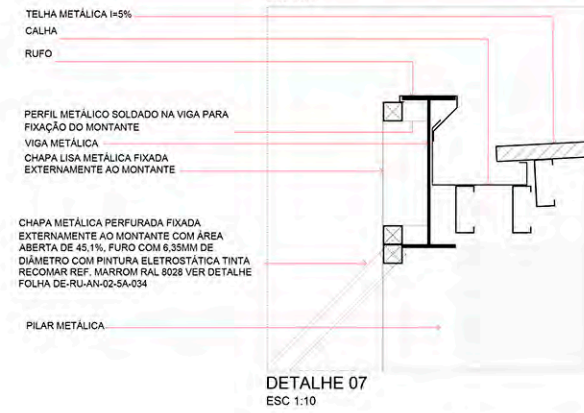 TELHA METÁLICA I=5%
CALHA
RUFO
PERFIL METÁLICO SOLDADO NA VIGA PARA
FIXAÇÃO DO MONTANTE
VIGA METÁLICA
CHAPA LISA METÁLICA FIXADA
EXTERNAMENTE AO MONTANTE
CHAPA METÁLICA PERFURADA FIXADA
EXTERNAMENTE AO MONTANTE COM ÁREA
ABERTA DE 45,1%, FURO COM 6,35MM DE
DIÂMETRO COM PINTURA ELETROSTÁTICA TINTA
RECOMAR REF. MARROM RAL 8028 VER DETALHE
FOLHA DE-RU-AN-02-5A-034
PILAR METÁLICA
DETALHE 07
ESC 1:10